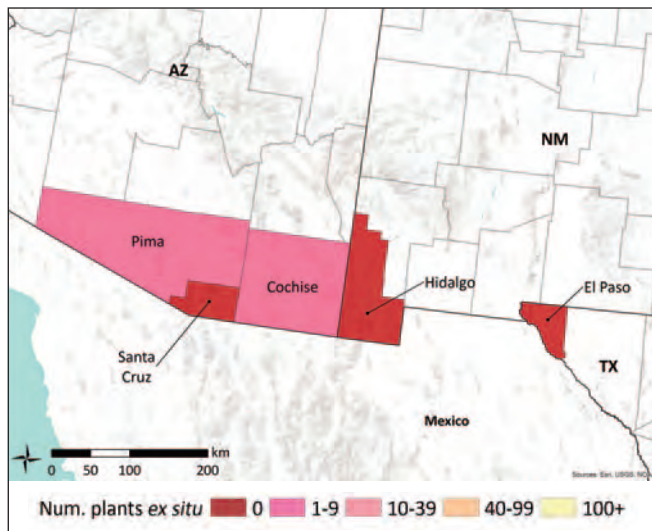 AZ
NM
Pima
Cochise
Hidalgo
El Paso
Santa
Cruz
TX
Mexico
km
0 50 100 200
Sources: Esri, USGS, NOA
Num. plants ex situ 0 1-9 10-39 40-99 100+